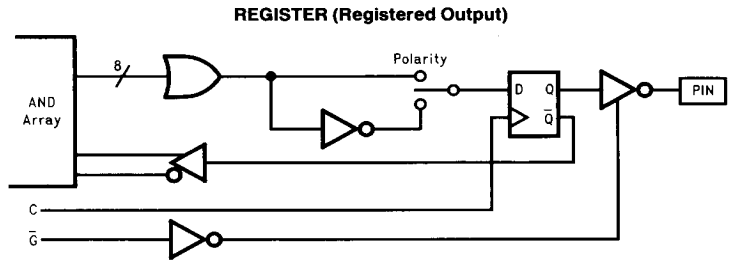 REGISTER (Registered Output)
8
Polarity
AND
Array
D Q
Q̅
PIN
C
G̅